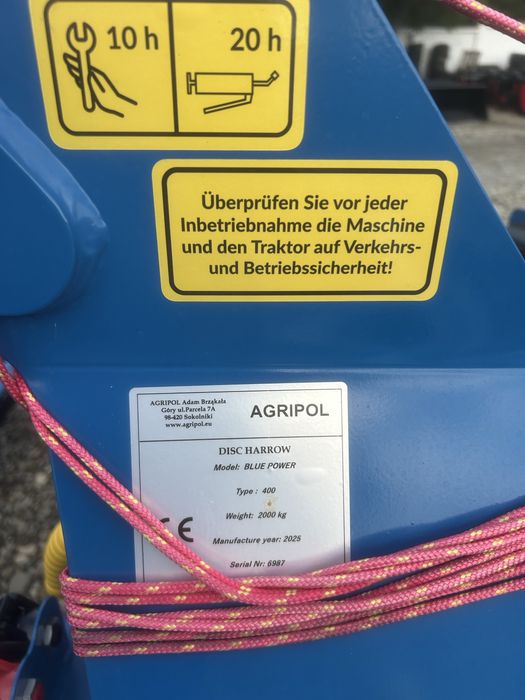 10 h
20 h
Überprüfen Sie vor jeder
Inbetriebnahme die Maschine
und den Traktor auf Verkehrs-
und Betriebssicherheit!
AGRIPOL Adam Brząkała
Góry ul.Parcela 7A
98-420 Sokolniki
www.agripol.eu
AGRIPOL
DISC HARROW
Model: BLUE POWER
Type : 400
Weight: 2000 kg
CE
Manufacture year: 2025
Serial Nr: 6987